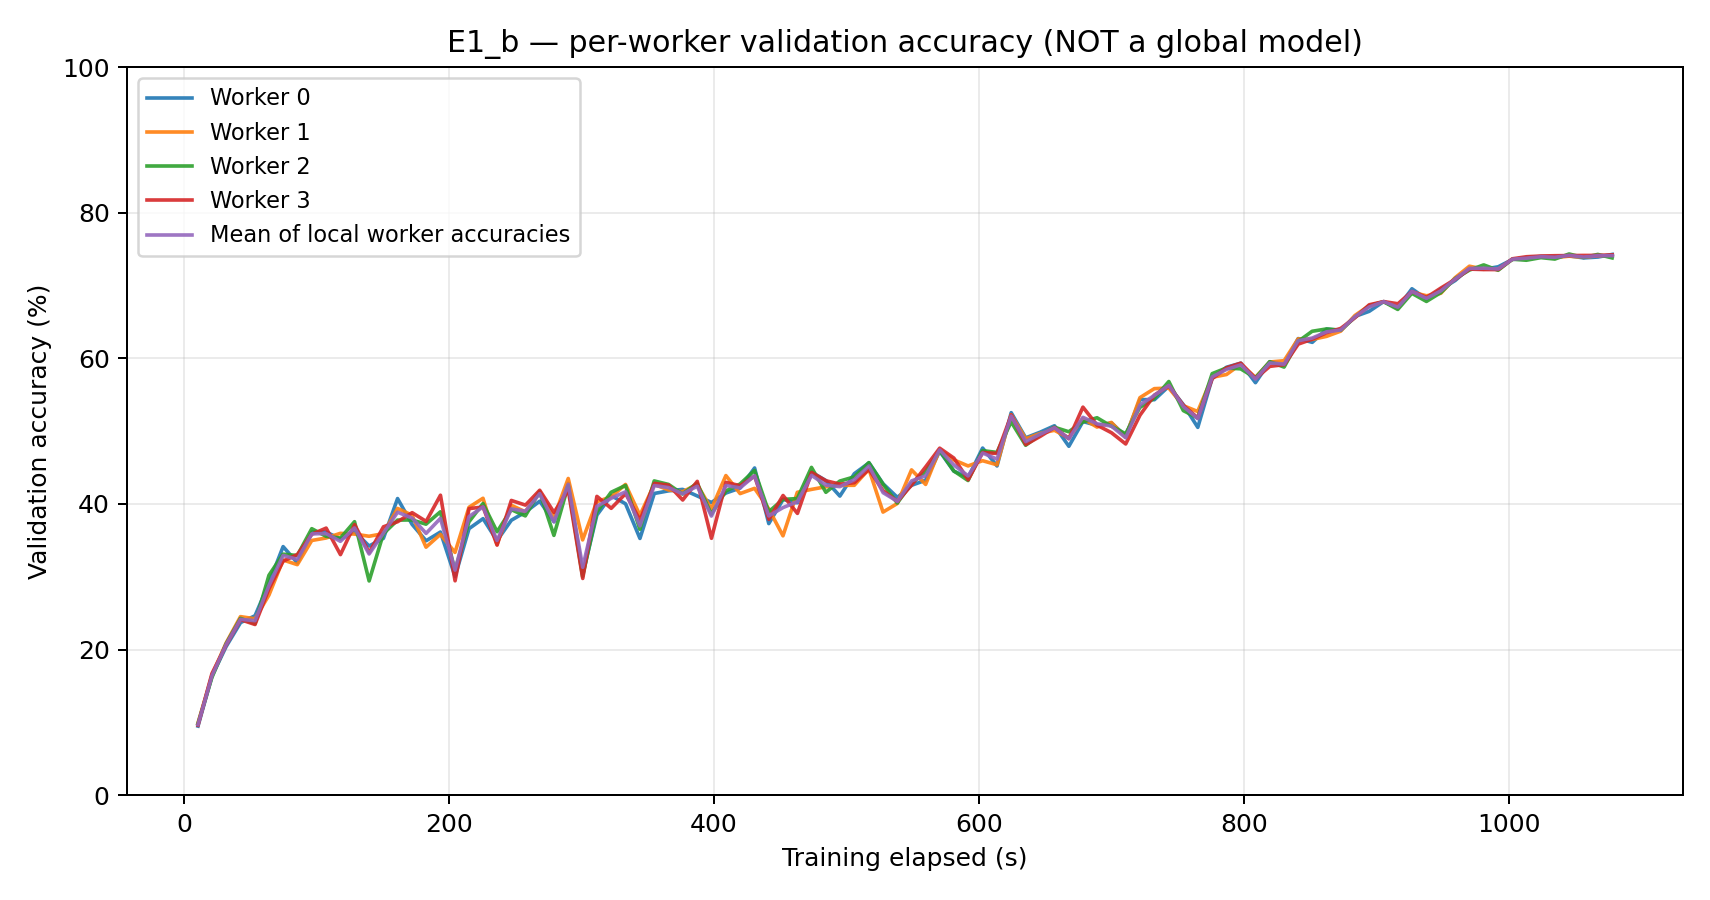 E1_b — per-worker validation accuracy (NOT a global model)
100
80
60
40
20
0
Validation accuracy (%)
Worker 0
Worker 1
Worker 2
Worker 3
Mean of local worker accuracies
0 200 400 600 800 1000
Training elapsed (s)